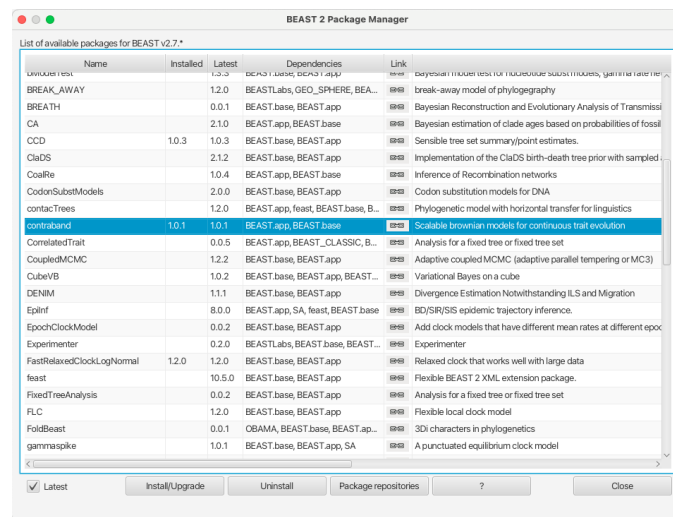 BEAST 2 Package Manager
List of available packages for BEAST v2.7.*
Name Installed Latest Dependencies Link
1.3.3 BEAST.base, BEAST.app
BREAK_AWAY 1.2.0 BEASTLabs, GEO_SPHERE, BEA... break-away model of phylogegraphy
BREATH 0.0.1 BEAST.base, BEAST.app Bayesian Reconstruction and Evolutionary Analysis of Transmissi
CA 2.1.0 BEAST.app, BEAST.base Bayesian estimation of clade ages based on probabilities of fossil
CCD 1.0.3 1.0.3 BEAST.base, BEAST.app Sensible tree set summary/point estimates.
ClaDS 2.1.2 BEAST.base, BEAST.app Implementation of the ClaDS birth-death tree prior with sampled
CoalRe 1.0.4 BEAST.app, BEAST.base Inference of Recombination networks
CodonSubstModels 2.0.0 BEAST.base, BEAST.app Codon substitution models for DNA
contacTrees 1.2.0 BEAST.app, feast, BEAST.base, B... Phylogenetic model with horizontal transfer for linguistics
contraband 1.0.1 1.0.1 BEAST.app, BEAST.base Scalable brownian models for continuous trait evolution
CorrelatedTrait 0.0.5 BEAST.app, BEAST_CLASSIC, B... Analysis for a fixed tree or fixed tree set
CoupledMCMC 1.2.2 BEAST.app, BEAST.base Adaptive coupled MCMC (adaptive parallel tempering or MC3)
CubeVB 1.0.2 BEAST.base, BEAST.app, BEAST... Variational Bayes on a cube
DENIM 1.1.1 BEAST.base, BEAST.app Divergence Estimation Notwithstanding ILS and Migration
EpiInf 8.0.0 BEAST.app, SA, feast, BEAST.base BD/SIR/SIS epidemic trajectory inference.
EpochClockModel 0.0.2 BEAST.base, BEAST.app Add clock models that have different mean rates at different epoc
Experimenter 0.2.0 BEASTLabs, BEAST.base, BEAST... Experimenter
FastRelaxedClockLogNormal 1.2.0 1.2.0 BEAST.base, BEAST.app Relaxed clock that works well with large data
feast 10.5.0 BEAST.base, BEAST.app Flexible BEAST 2 XML extension package.
FixedTreeAnalysis 0.0.2 BEAST.base, BEAST.app Analysis for a fixed tree or fixed tree set
FLC 1.2.0 BEAST.base, BEAST.app Flexible local clock model
FoldBeast 0.0.1 OBAMA, BEAST.base, BEAST.ap... 3Di characters in phylogenetics
gammaspike 1.0.1 BEAST.base, BEAST.app, SA A punctuated equilibrium clock model
Latest Install/Upgrade Uninstall Package repositories ? Close